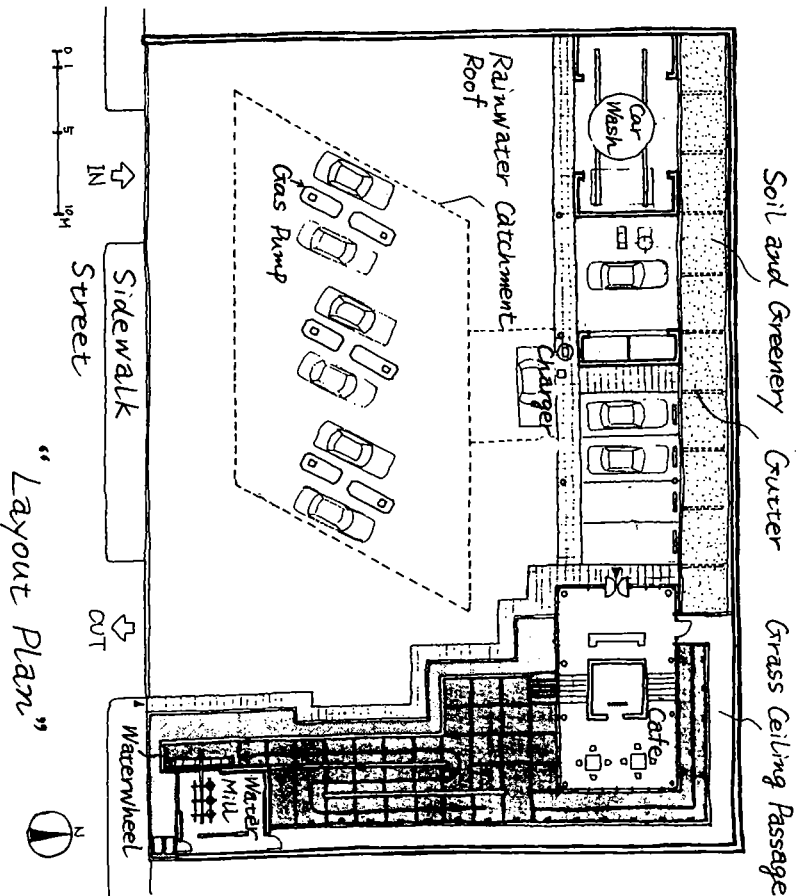 Soil and Greenery
Gutter
Grass Ceiling Passage
Car
Wash
Charger
Cafe
Rainwater Catchment
Roof
Gas Pump
Water
Mill
Waterwheel
Sidewalk
Street
IN
OUT
0 1 5 10M
"Layout Plan"
N